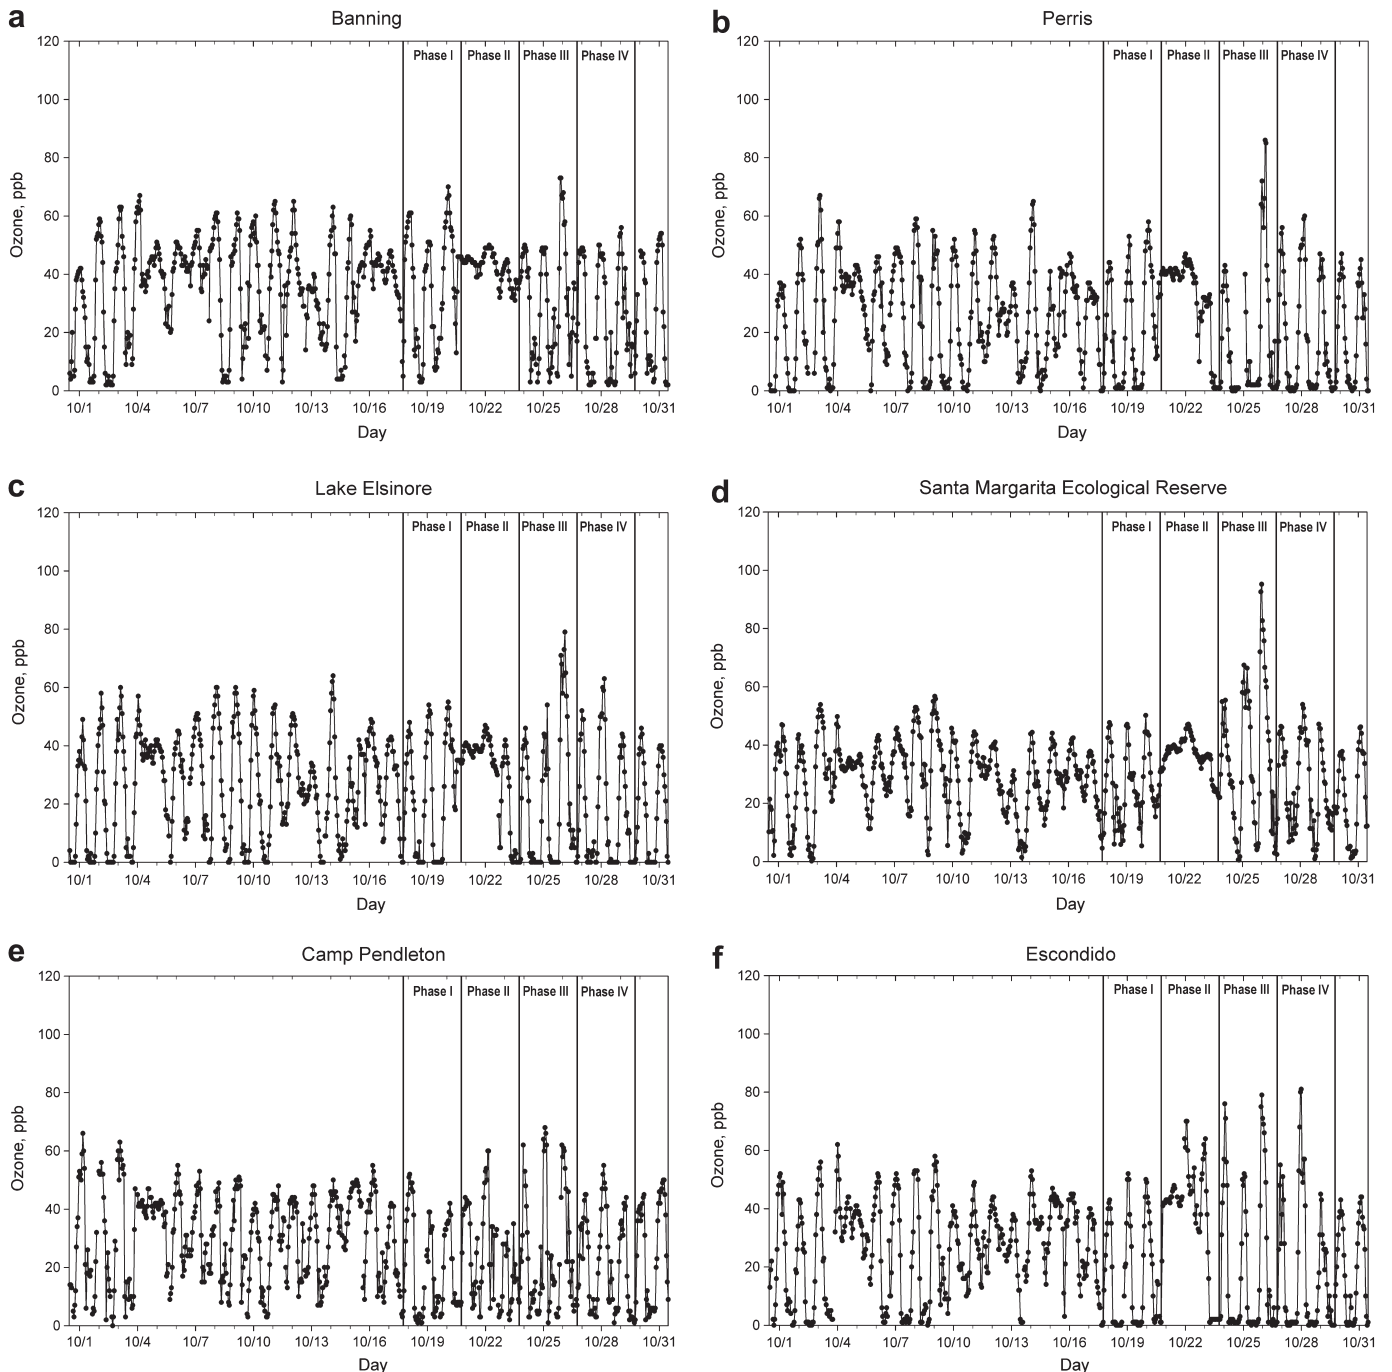 a
Banning
120
100
80
60
40
20
0
Ozone, ppb
Phase I Phase II Phase III Phase IV
10/1 10/4 10/7 10/10 10/13 10/16 10/19 10/22 10/25 10/28 10/31
Day
b
Perris
120
100
80
60
40
20
0
Ozone, ppb
Phase I Phase II Phase III Phase IV
10/1 10/4 10/7 10/10 10/13 10/16 10/19 10/22 10/25 10/28 10/31
Day
c
Lake Elsinore
120
100
80
60
40
20
0
Ozone, ppb
Phase I Phase II Phase III Phase IV
10/1 10/4 10/7 10/10 10/13 10/16 10/19 10/22 10/25 10/28 10/31
Day
d
Santa Margarita Ecological Reserve
120
100
80
60
40
20
0
Ozone, ppb
Phase I Phase II Phase III Phase IV
10/1 10/4 10/7 10/10 10/13 10/16 10/19 10/22 10/25 10/28 10/31
Day
e
Camp Pendleton
120
100
80
60
40
20
0
Ozone, ppb
Phase I Phase II Phase III Phase IV
10/1 10/4 10/7 10/10 10/13 10/16 10/19 10/22 10/25 10/28 10/31
Day
f
Escondido
120
100
80
60
40
20
0
Ozone, ppb
Phase I Phase II Phase III Phase IV
10/1 10/4 10/7 10/10 10/13 10/16 10/19 10/22 10/25 10/28 10/31
Day